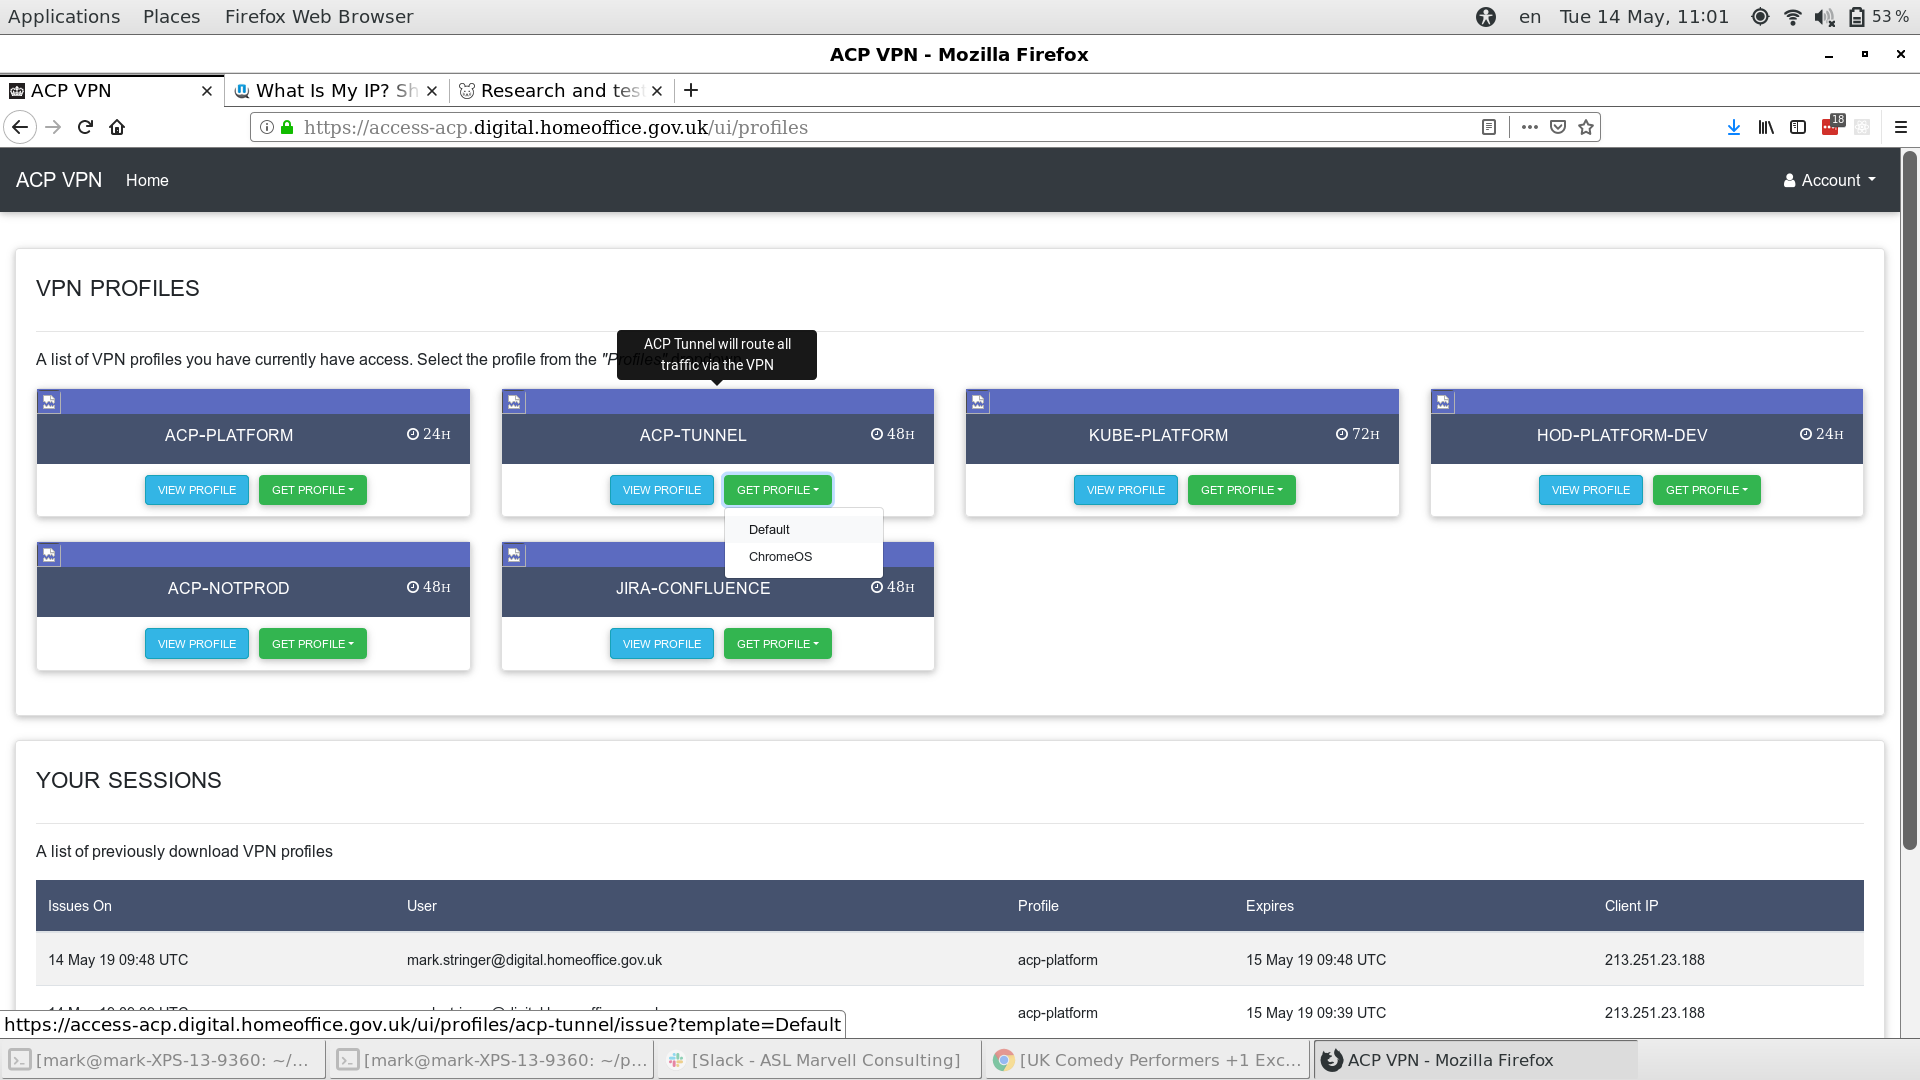 Applications Places Firefox Web Browser en Tue 14 May, 11:01 53 %
ACP VPN - Mozilla Firefox
ACP VPN What Is My IP? Sh Research and tes
https://access-acp.digital.homeoffice.gov.uk/ui/profiles 18
ACP VPN Home Account
VPN PROFILES
ACP Tunnel will route all
traffic via the VPN
A list of VPN profiles you have currently have access. Select the profile from the "Profiles"
ACP-PLATFORM 24H ACP-TUNNEL 48H KUBE-PLATFORM 72H HOD-PLATFORM-DEV 24H
VIEW PROFILE GET PROFILE VIEW PROFILE GET PROFILE VIEW PROFILE GET PROFILE VIEW PROFILE GET PROFILE
Default
ChromeOS
ACP-NOTPROD 48H JIRA-CONFLUENCE 48H
VIEW PROFILE GET PROFILE VIEW PROFILE GET PROFILE
YOUR SESSIONS
A list of previously download VPN profiles
Issues On User Profile Expires Client IP
14 May 19 09:48 UTC mark.stringer@digital.homeoffice.gov.uk acp-platform 15 May 19 09:48 UTC 213.251.23.188
acp-platform 15 May 19 09:39 UTC 213.251.23.188
https://access-acp.digital.homeoffice.gov.uk/ui/profiles/acp-tunnel/issue?template=Default
[mark@mark-XPS-13-9360: ~/... [mark@mark-XPS-13-9360: ~/p... [Slack - ASL Marvell Consulting] [UK Comedy Performers +1 Exc... ACP VPN - Mozilla Firefox